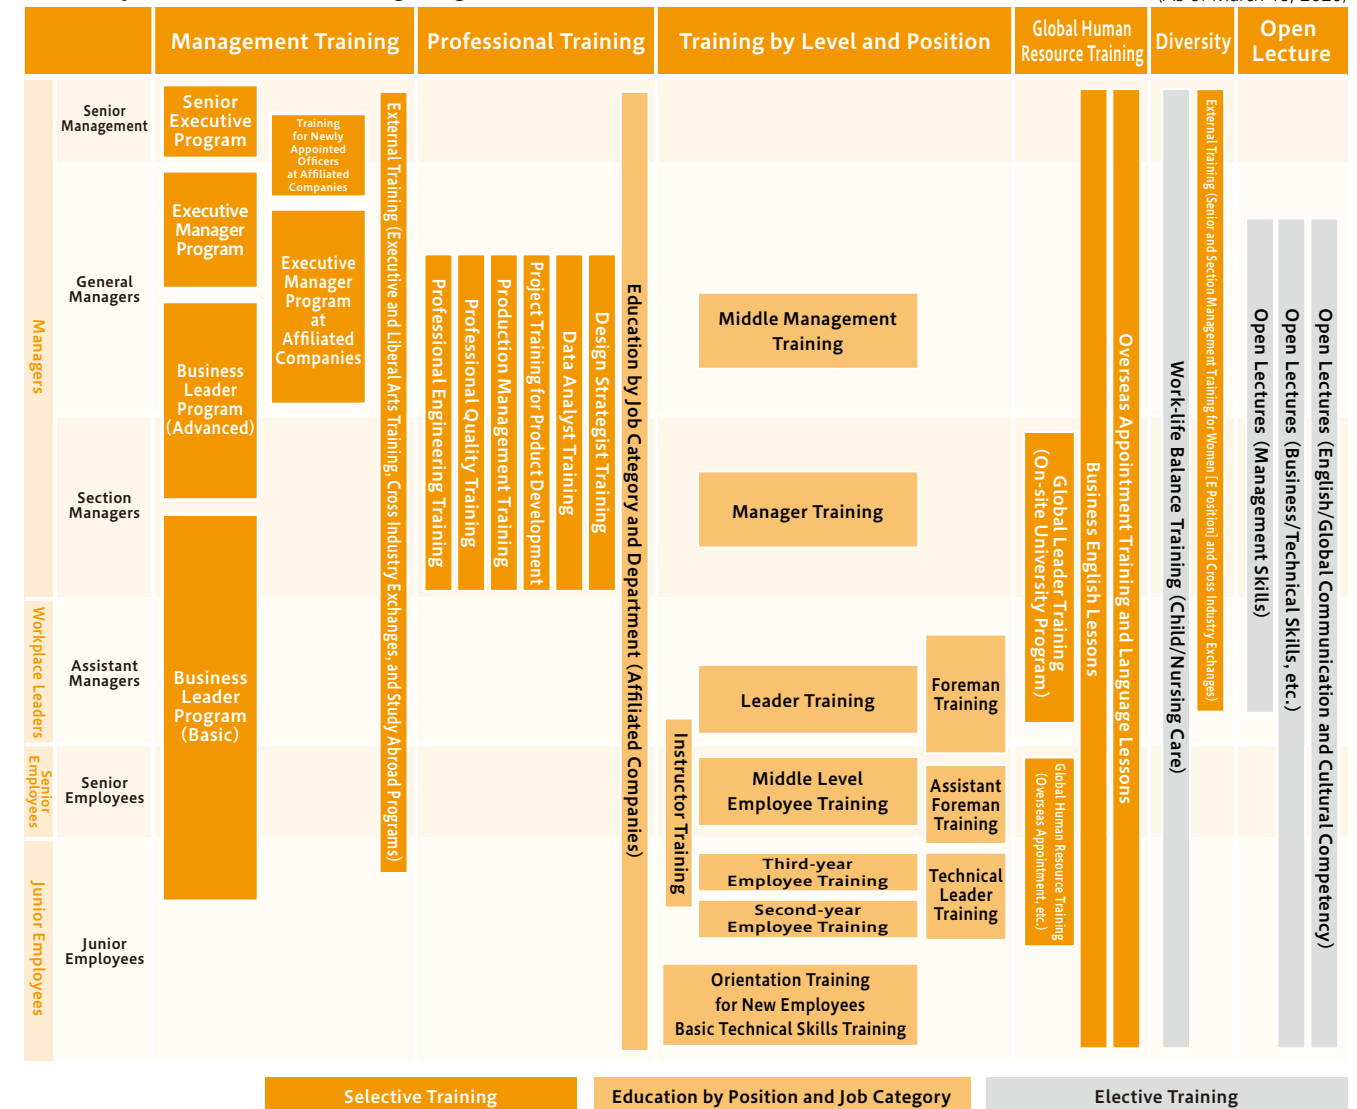 Management Training
Professional Training
Training by Level and Position
Global Human
Resource Training
Diversity
Open
Lecture
Managers
Workplace Leaders
Senior
Employees
Junior Employees
Senior
Management
General
Managers
Section
Managers
Assistant
Managers
Senior
Employees
Junior
Employees
Senior
Executive
Program
Executive
Manager
Program
Business
Leader
Program
(Advanced)
Business
Leader
Program
(Basic)
Training
for Newly
Appointed
Officers
at Affiliated
Companies
Executive
Manager
Program
at
Affiliated
Companies
External Training (Executive and Liberal Arts Training, Cross Industry Exchanges, and Study Abroad Programs)
Professional Engineering Training
Professional Quality Training
Production Management Training
Project Training for Product Development
Data Analyst Training
Design Strategist Training
Education by Job Category and Department (Affiliated Companies)
Middle Management
Training
Manager Training
Leader Training
Foreman
Training
Instructor Training
Middle Level
Employee Training
Assistant
Foreman
Training
Third-year
Employee Training
Second-year
Employee Training
Technical
Leader
Training
Orientation Training
for New Employees
Basic Technical Skills Training
Global Leader Training
(On-site University Program)
Global Human Resource Training
(Overseas Appointment, etc.)
Business English Lessons
Overseas Appointment Training and Language Lessons
Work-life Balance Training (Child/Nursing Care)
External Training (Senior and Section Management Training for Women [E Position] and Cross Industry Exchanges)
Open Lectures (Management Skills)
Open Lectures (Business/Technical Skills, etc.)
Open Lectures (English/Global Communication and Cultural Competency)
Selective Training
Education by Position and Job Category
Elective Training